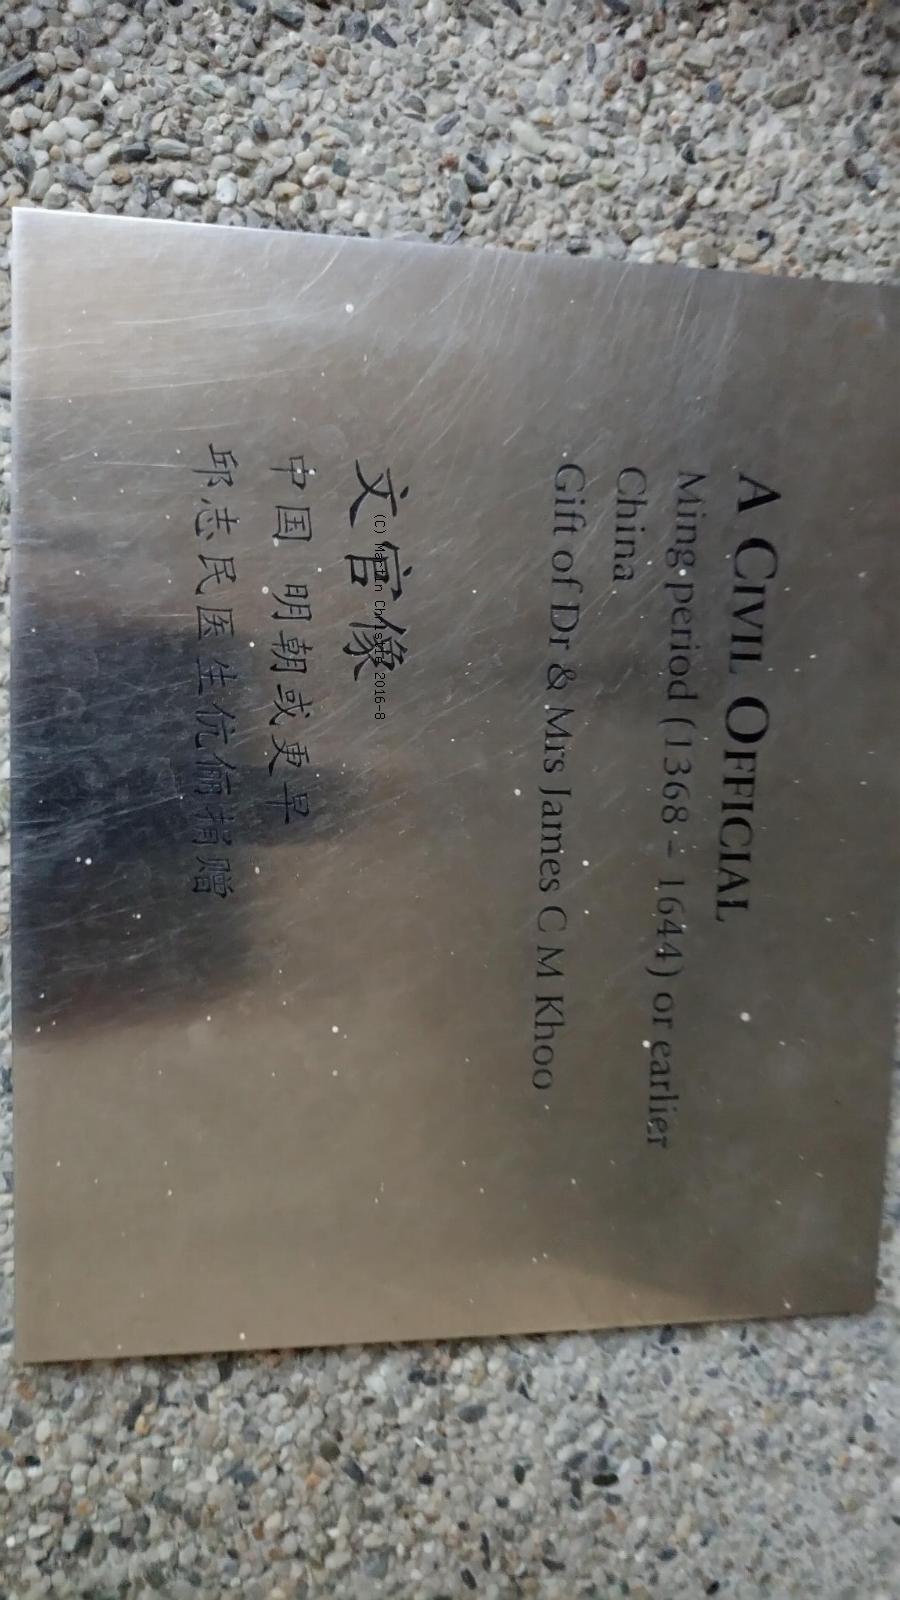 A CIVIL OFFICIAL
Ming period (1368 - 1644) or earlier
China
Gift of Dr & Mrs James C M Khoo
文官像
中国 明朝或更早
邱志民医生伉俪捐赠
(C) Martin Christie 2016-8